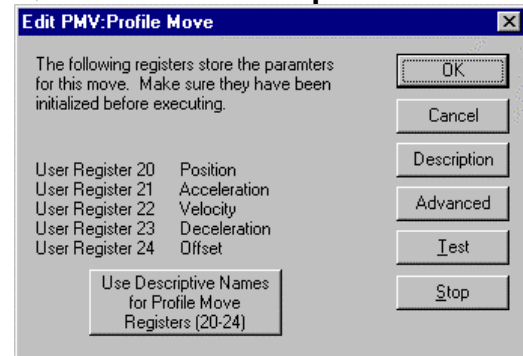 Edit PMV:Profile Move
The following registers store the paramters
for this move. Make sure they have been
initialized before executing.
User Register 20 Position
User Register 21 Acceleration
User Register 22 Velocity
User Register 23 Deceleration
User Register 24 Offset
Use Descriptive Names
for Profile Move
Registers (20-24)
OK
Cancel
Description
Advanced
Test
Stop